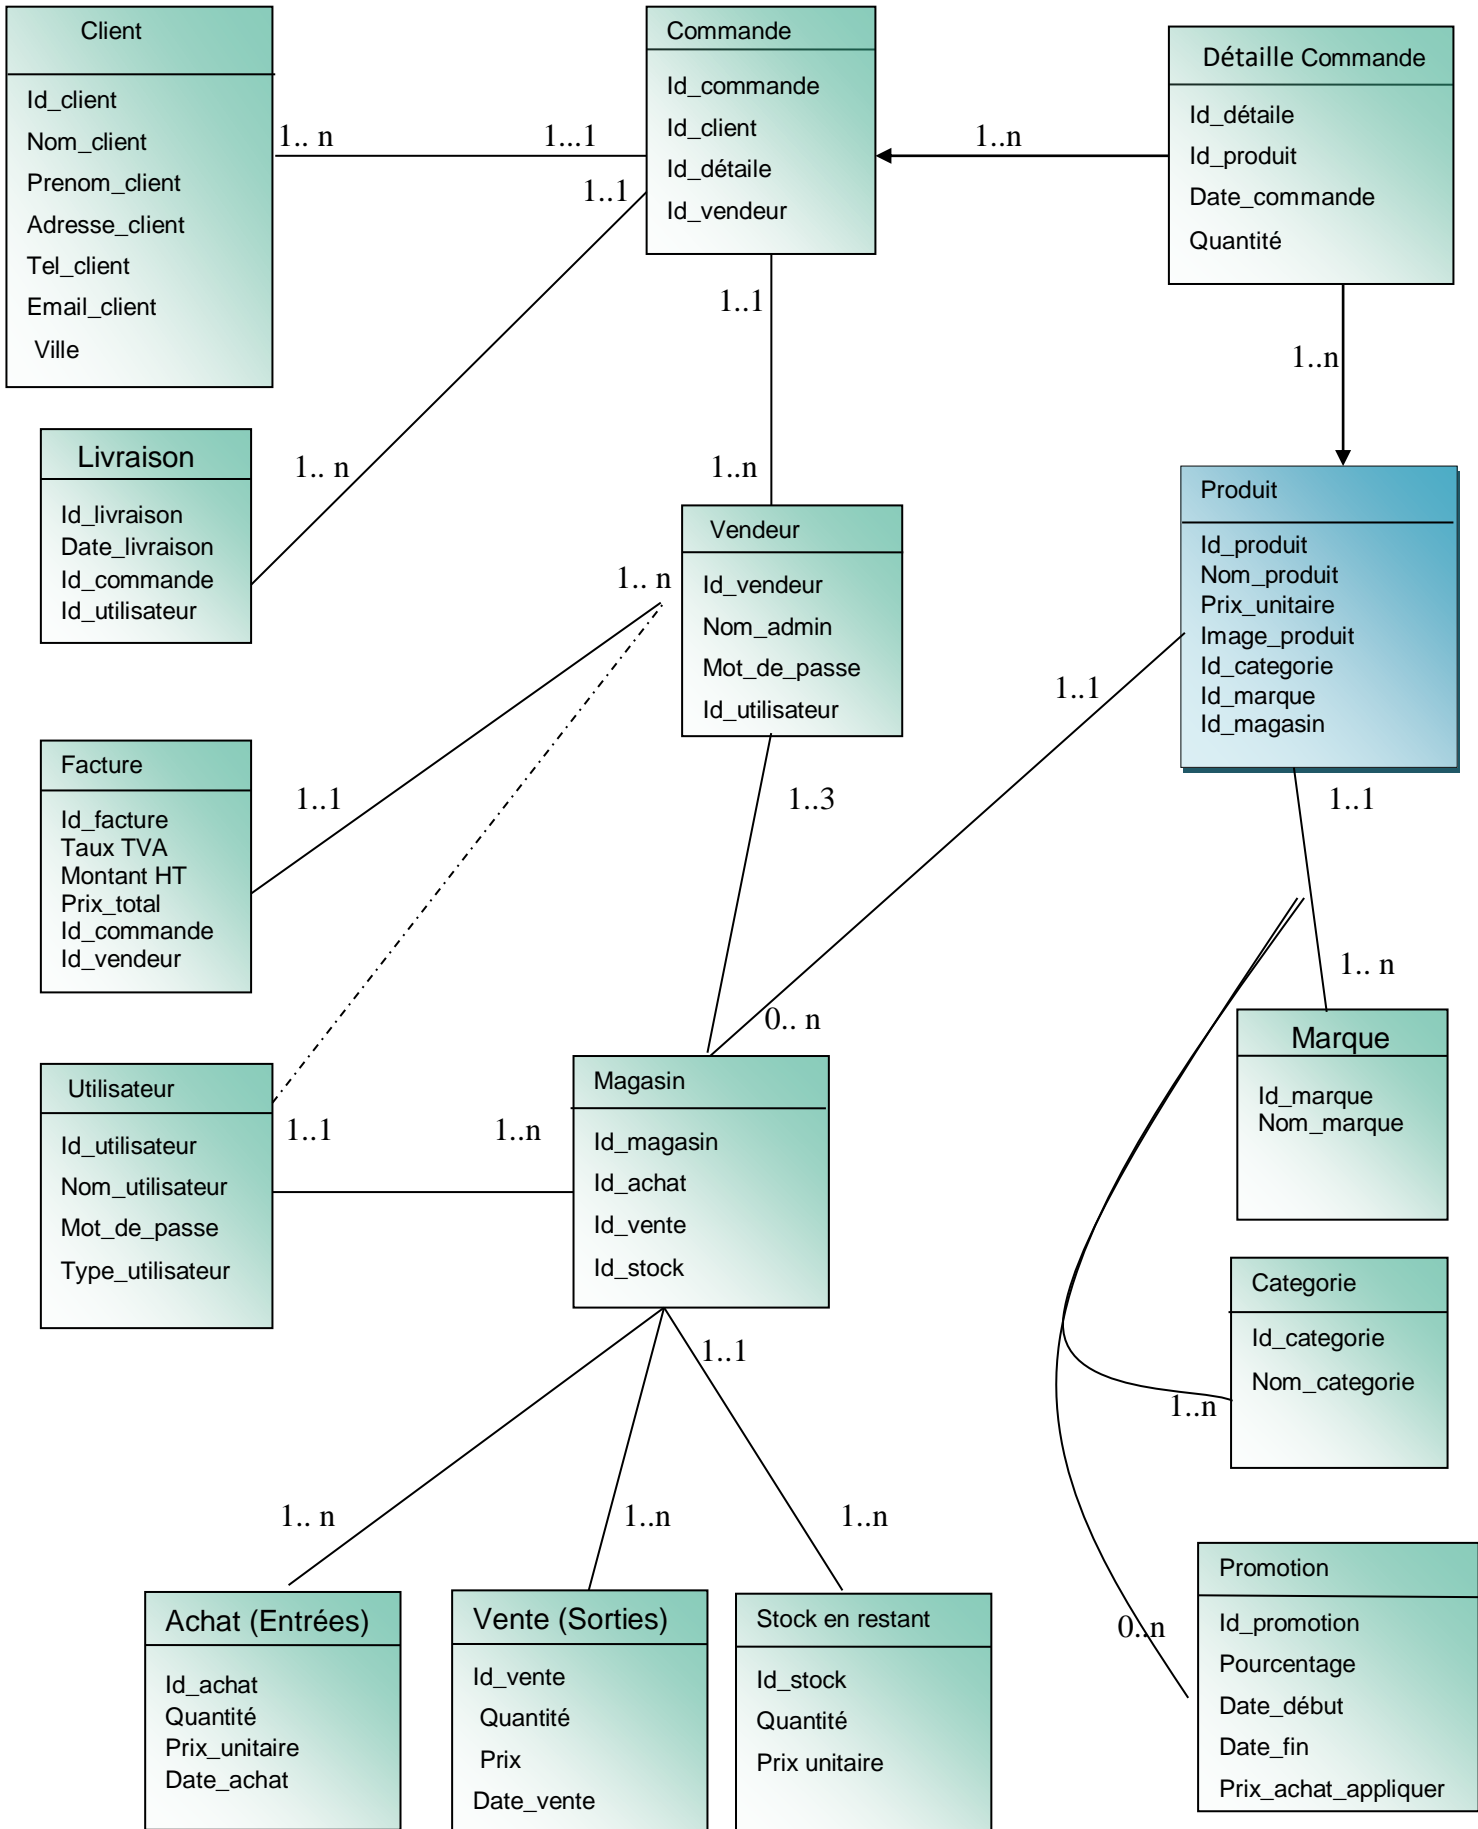 Client
Id_client
Nom_client
Prenom_client
Adresse_client
Tel_client
Email_client
Ville
1.. n
1...1
Commande
Id_commande
Id_client
Id_détaile
Id_vendeur
1..n
Détaille Commande
Id_détaile
Id_produit
Date_commande
Quantité
1..1
1..1
1..n
Livraison
Id_livraison
Date_livraison
Id_commande
Id_utilisateur
1.. n
1..n
Vendeur
Id_vendeur
Nom_admin
Mot_de_passe
Id_utilisateur
1.. n
Produit
Id_produit
Nom_produit
Prix_unitaire
Image_produit
Id_categorie
Id_marque
Id_magasin
1..1
Facture
Id_facture
Taux TVA
Montant HT
Prix_total
Id_commande
Id_vendeur
1..1
1..3
1..1
1.. n
0.. n
Marque
Id_marque
Nom_marque
Utilisateur
Id_utilisateur
Nom_utilisateur
Mot_de_passe
Type_utilisateur
1..1
1..n
Magasin
Id_magasin
Id_achat
Id_vente
Id_stock
1..1
Categorie
Id_categorie
Nom_categorie
1..n
1.. n
1..n
1..n
Achat (Entrées)
Id_achat
Quantité
Prix_unitaire
Date_achat
Vente (Sorties)
Id_vente
Quantité
Prix
Date_vente
Stock en restant
Id_stock
Quantité
Prix unitaire
0..n
Promotion
Id_promotion
Pourcentage
Date_début
Date_fin
Prix_achat_appliquer